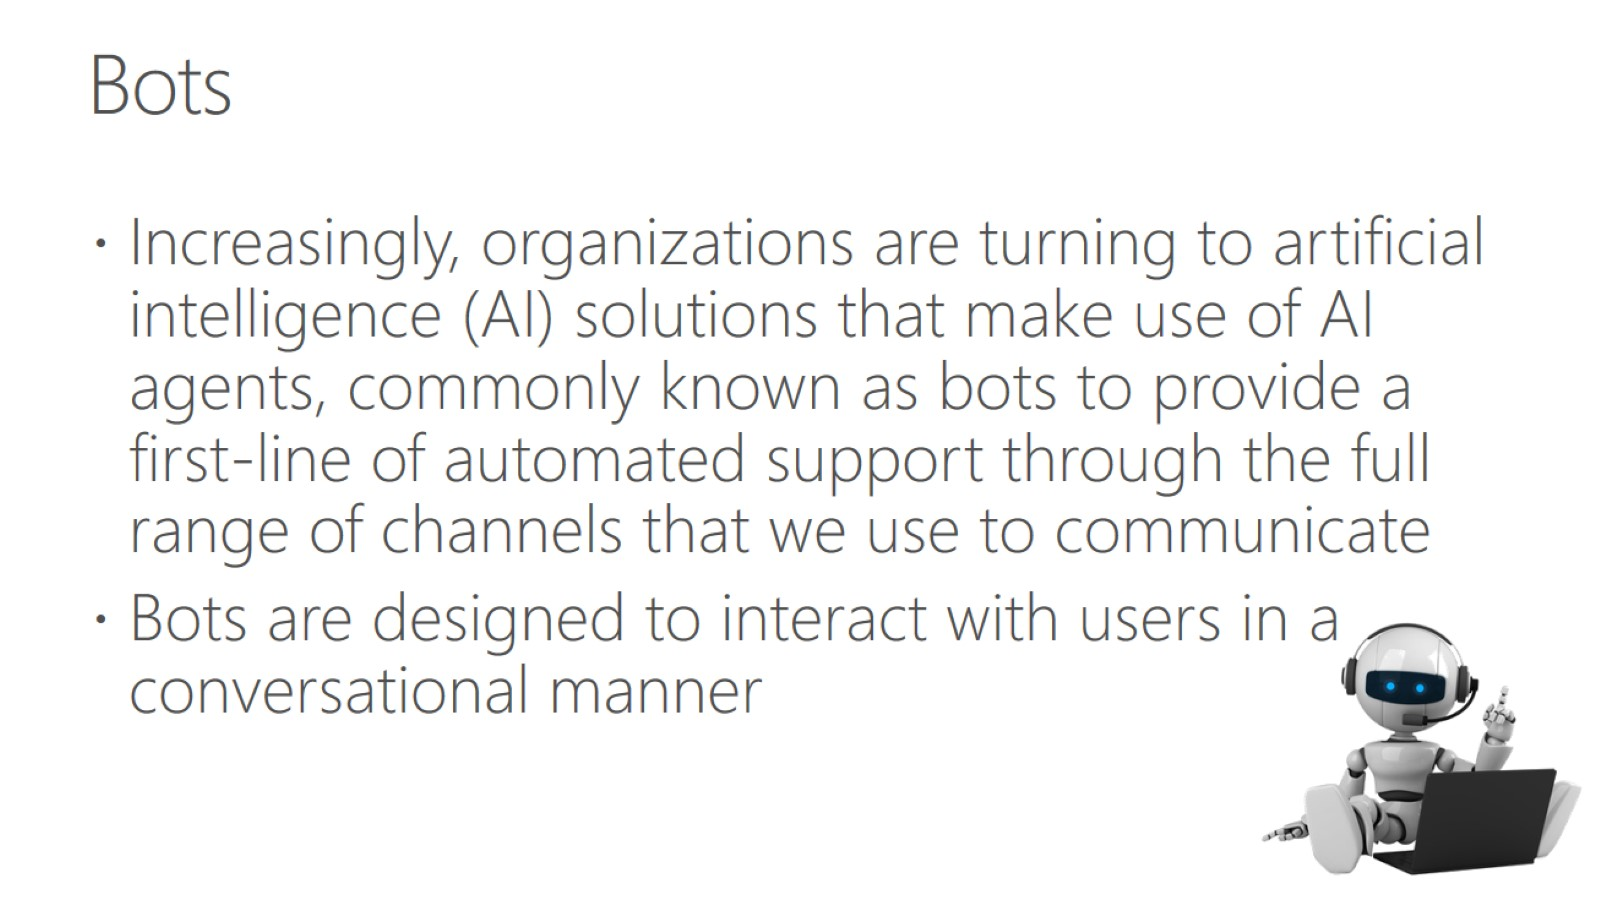 Bots
• Increasingly, organizations are turning to artificial
intelligence (AI) solutions that make use of AI
agents, commonly known as bots to provide a
first-line of automated support through the full
range of channels that we use to communicate
• Bots are designed to interact with users in a
conversational manner